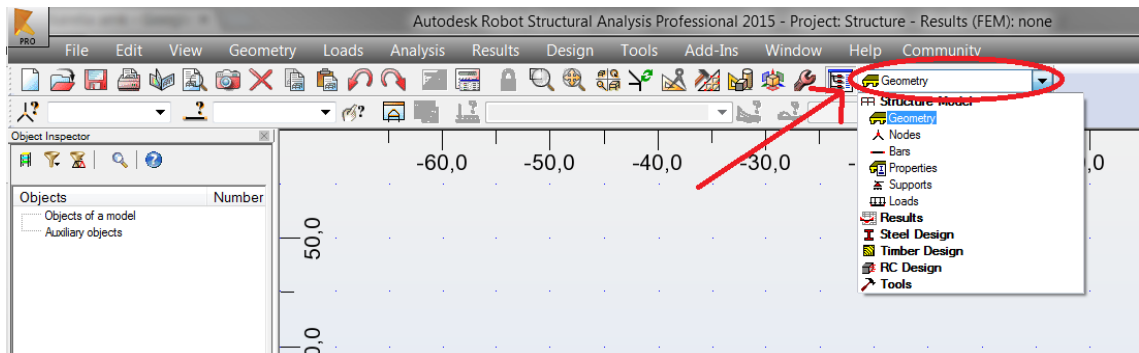 Autodesk Robot Structural Analysis Professional 2015 - Project: Structure - Results (FEM): none
PRO
File Edit View Geometry Loads Analysis Results Design Tools Add-Ins Window Help Community
Geometry
Object Inspector
Structure Model
Geometry
Nodes
Bars
Properties
Supports
Loads
Results
Steel Design
Timber Design
RC Design
Tools
-60,0 -50,0 -40,0 -30,0 - ,0
Objects Number
Objects of a model
Auxiliary objects
50,0
0,0